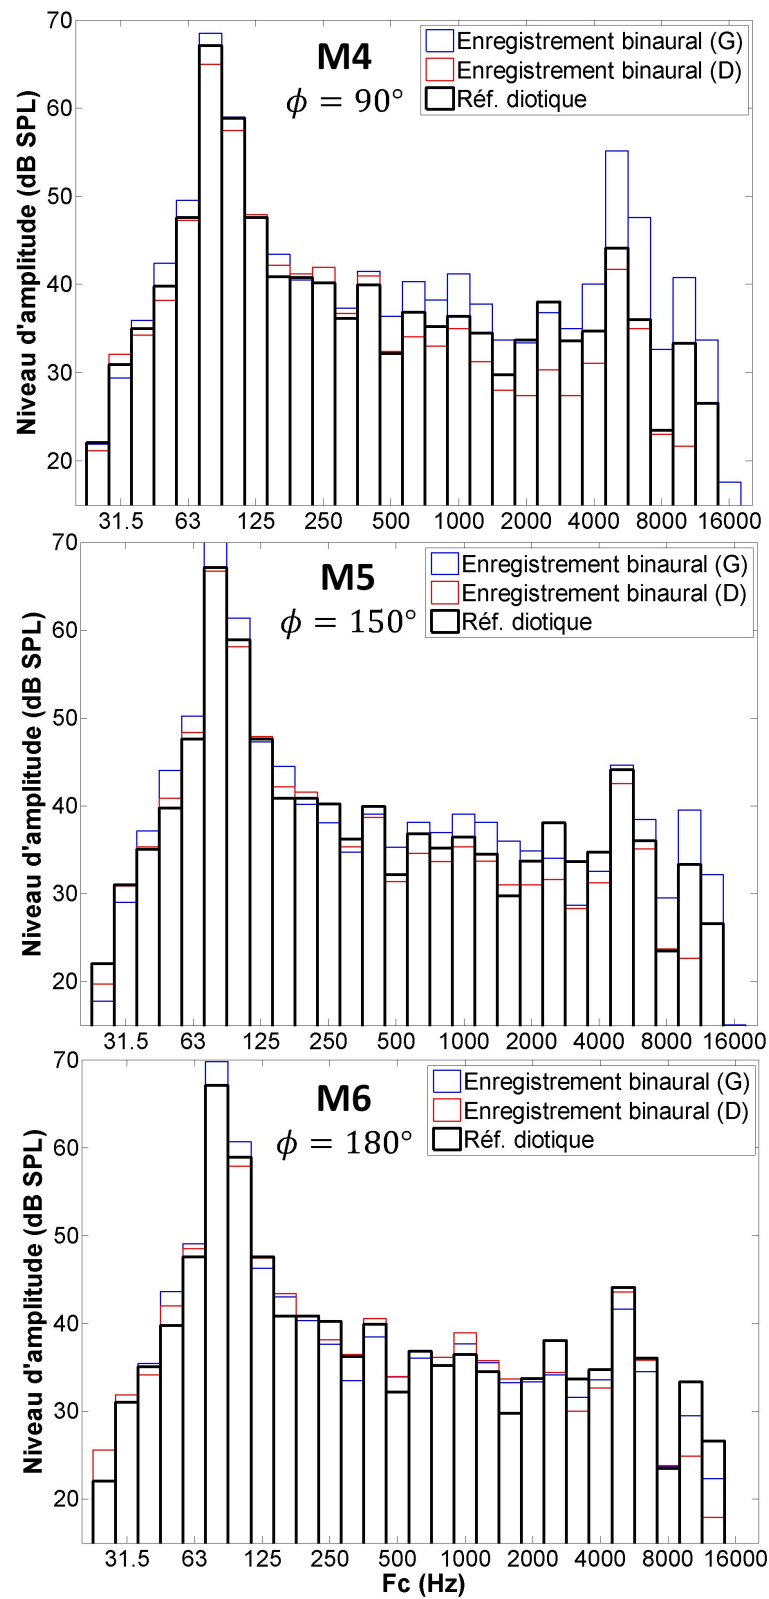 70
60
50
40
30
20
Niveau d'amplitude (dB SPL)
M4
ϕ = 90°
Enregistrement binaural (G)
Enregistrement binaural (D)
Réf. diotique
31.5 63 125 250 500 1000 2000 4000 8000 16000
70
60
50
40
30
20
Niveau d'amplitude (dB SPL)
M5
ϕ = 150°
Enregistrement binaural (G)
Enregistrement binaural (D)
Réf. diotique
31.5 63 125 250 500 1000 2000 4000 8000 16000
70
60
50
40
30
20
Niveau d'amplitude (dB SPL)
M6
ϕ = 180°
Enregistrement binaural (G)
Enregistrement binaural (D)
Réf. diotique
31.5 63 125 250 500 1000 2000 4000 8000 16000
Fc (Hz)